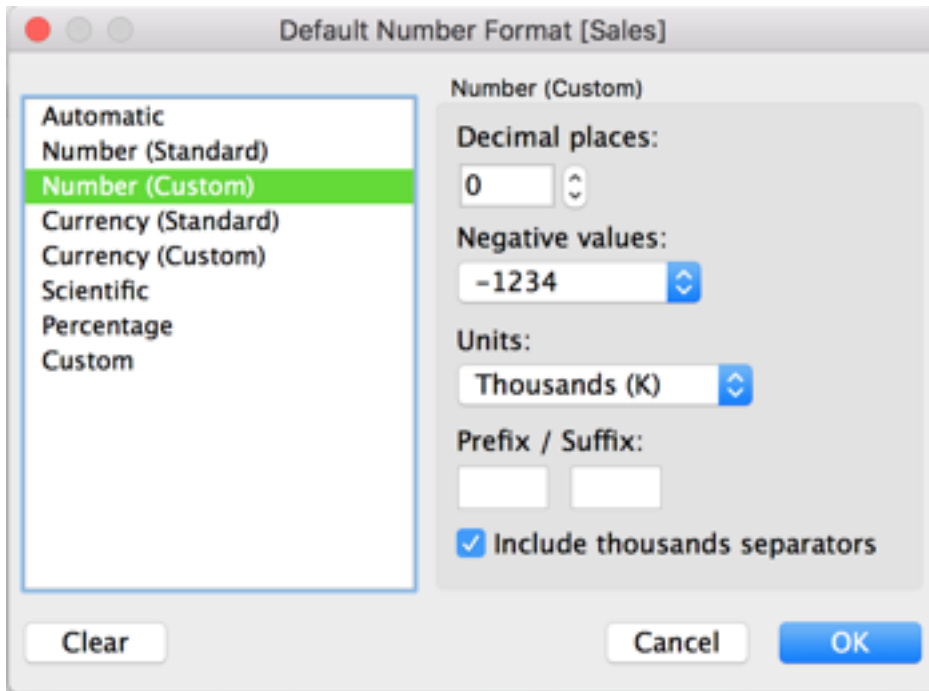 Default Number Format [Sales]
Automatic
Number (Standard)
Number (Custom)
Currency (Standard)
Currency (Custom)
Scientific
Percentage
Custom
Number (Custom)
Decimal places:
0
Negative values:
-1234
Units:
Thousands (K)
Prefix / Suffix:
Include thousands separators
Clear
Cancel
OK